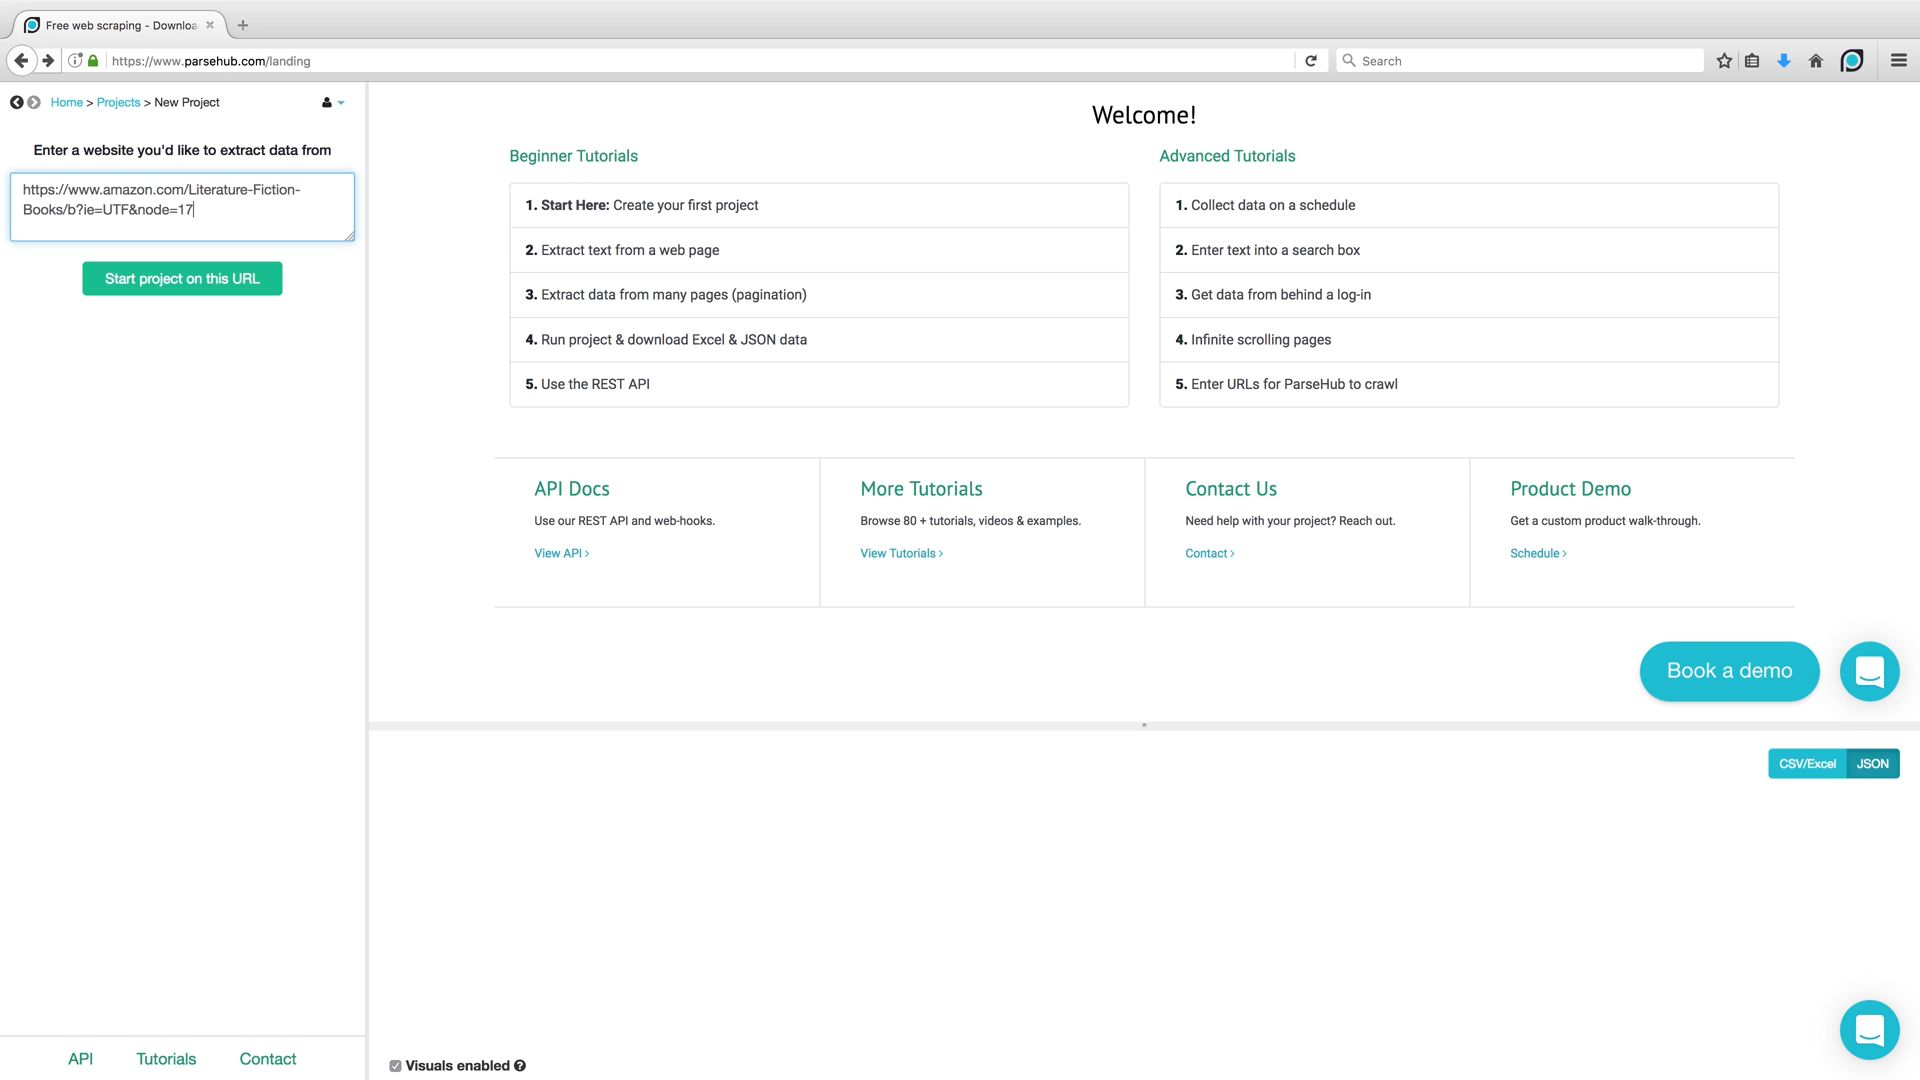 Free web scraping - Downloa
https://www.parsehub.com/landing
Search
Home > Projects > New Project
Enter a website you'd like to extract data from
https://www.amazon.com/Literature-Fiction-
Books/b?ie=UTF&node=17
Start project on this URL
Welcome!
Beginner Tutorials
1. Start Here: Create your first project
2. Extract text from a web page
3. Extract data from many pages (pagination)
4. Run project & download Excel & JSON data
5. Use the REST API
Advanced Tutorials
1. Collect data on a schedule
2. Enter text into a search box
3. Get data from behind a log-in
4. Infinite scrolling pages
5. Enter URLs for ParseHub to crawl
API Docs
Use our REST API and web-hooks.
View API >
More Tutorials
Browse 80 + tutorials, videos & examples.
View Tutorials >
Contact Us
Need help with your project? Reach out.
Contact >
Product Demo
Get a custom product walk-through.
Schedule >
Book a demo
CSV/Excel JSON
API Tutorials Contact
Visuals enabled